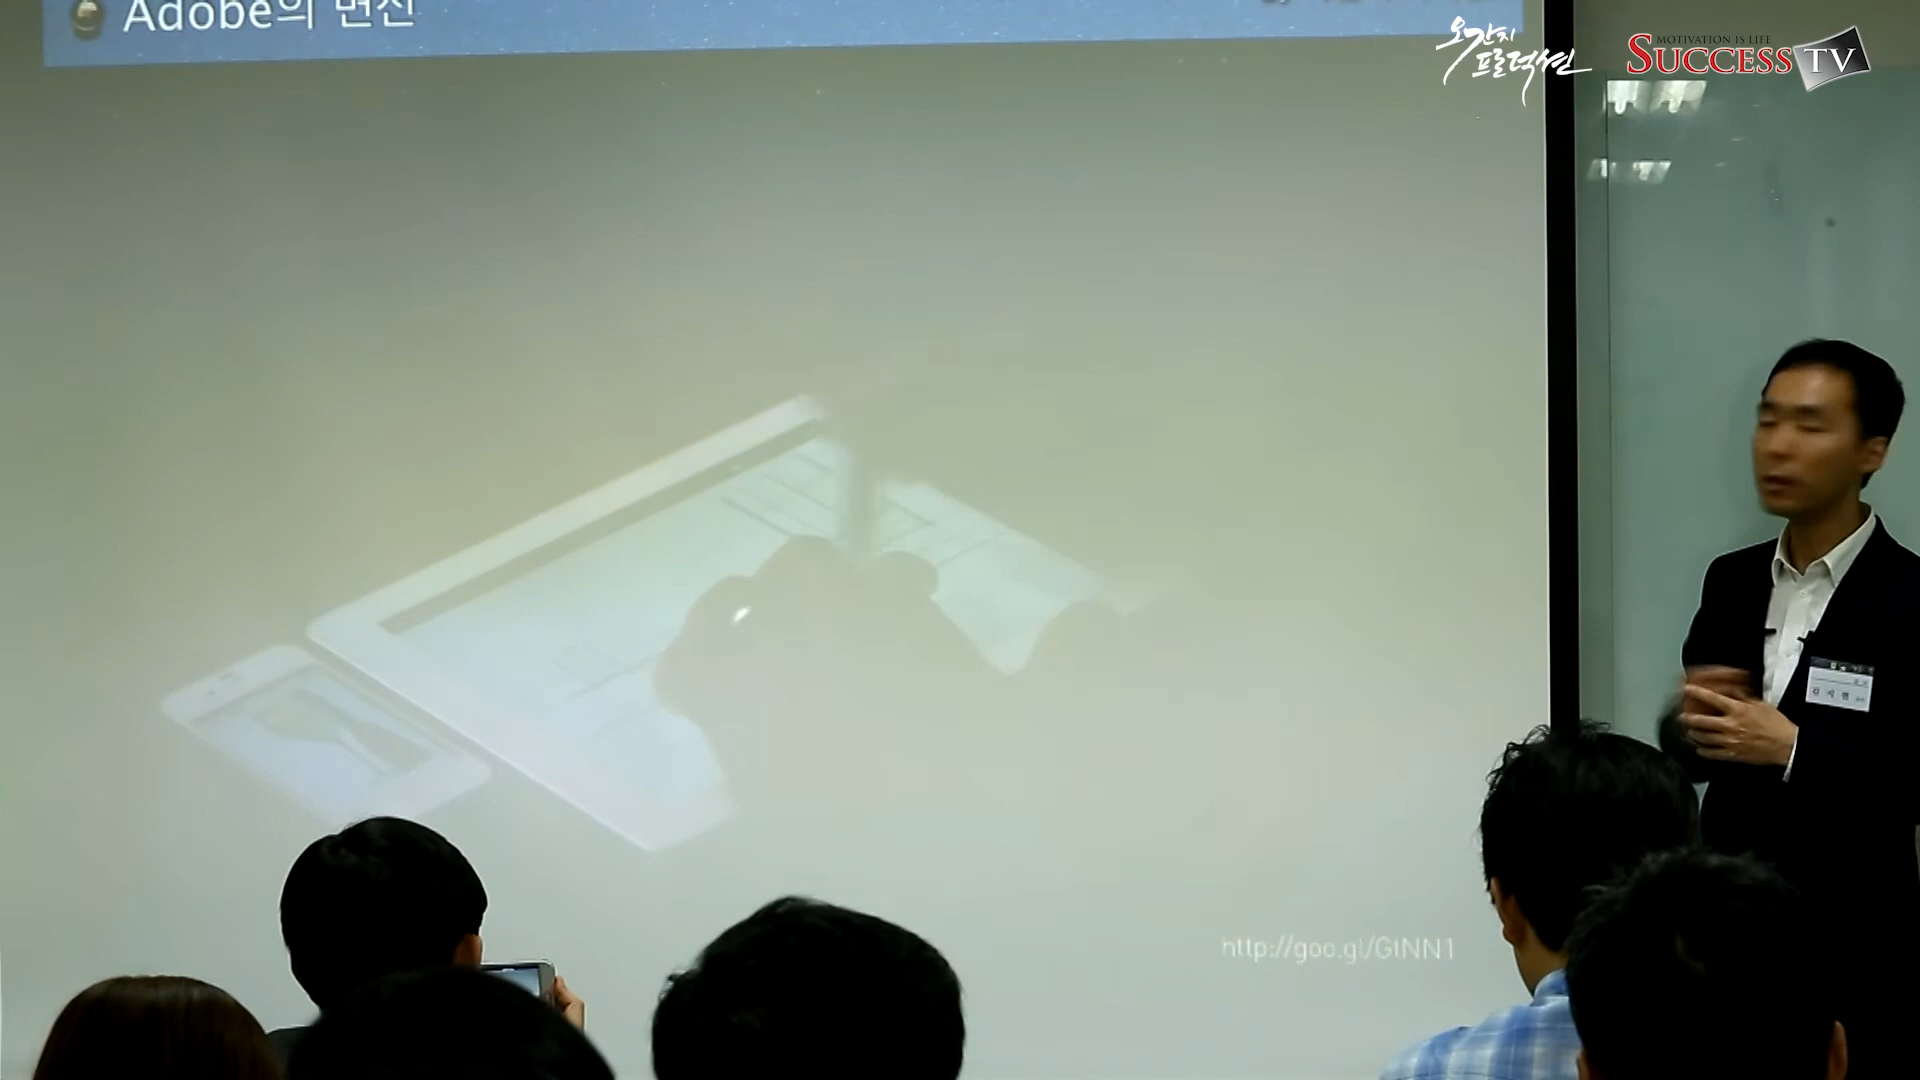 Adobe의 변신
오간지
프로덕션
MOTIVATION IS LIFE
SUCCESS TV
http://goo.gl/GtNN1